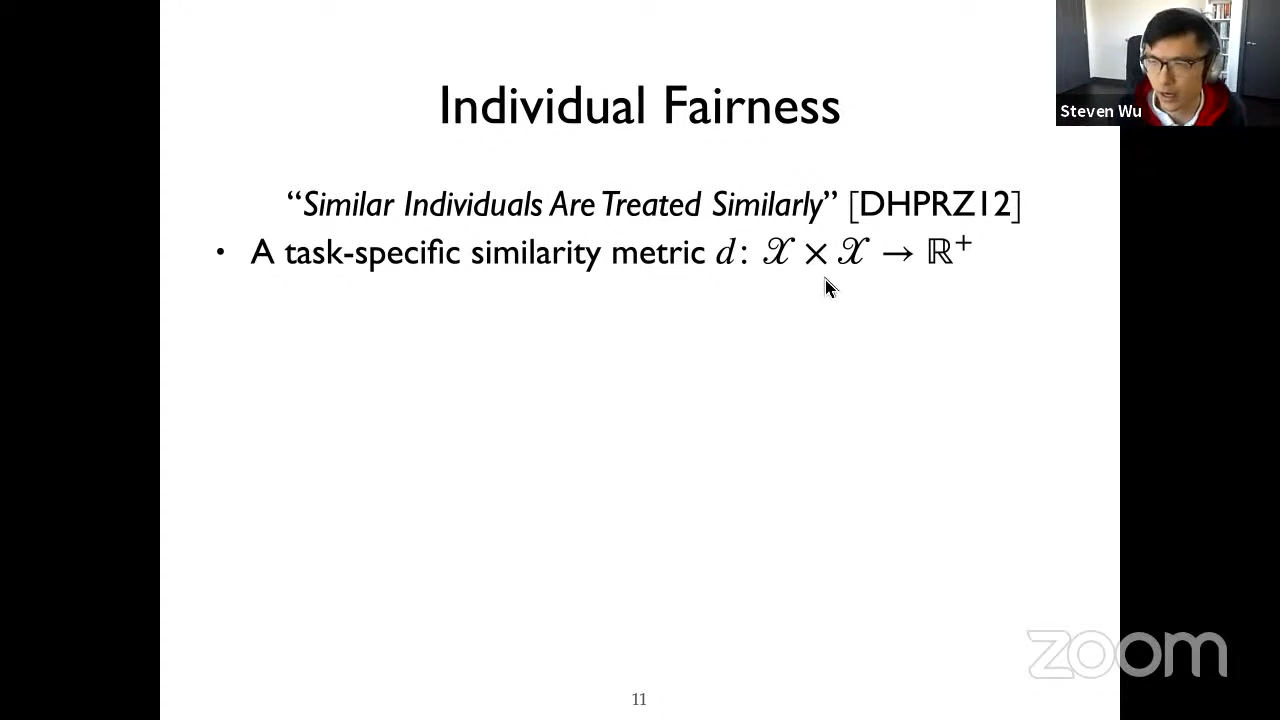 Individual Fairness
Steven Wu
“Similar Individuals Are Treated Similarly” [DHPRZ12]
• A task-specific similarity metric d: 𝒳 × 𝒳 → ℝ⁺
zoom
11